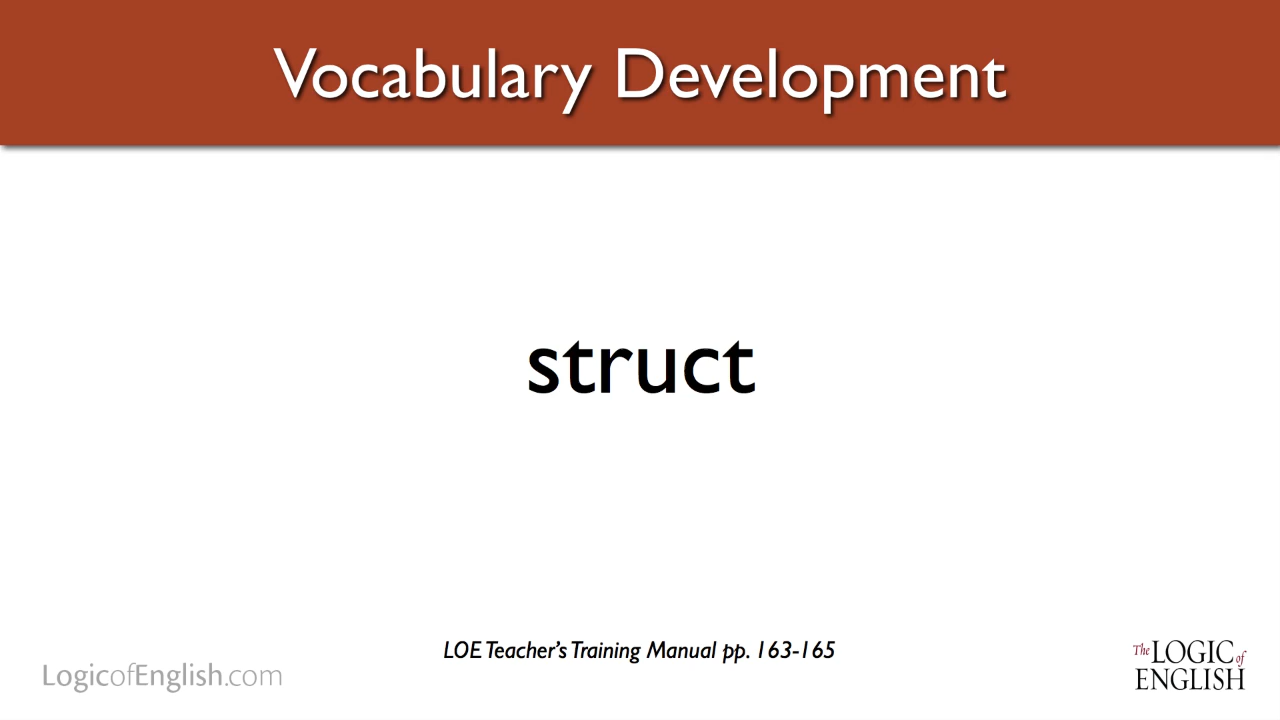 Vocabulary Development
struct
LOE Teacher's Training Manual pp. 163-165
LogicofEnglish.com
The LOGIC of
ENGLISH